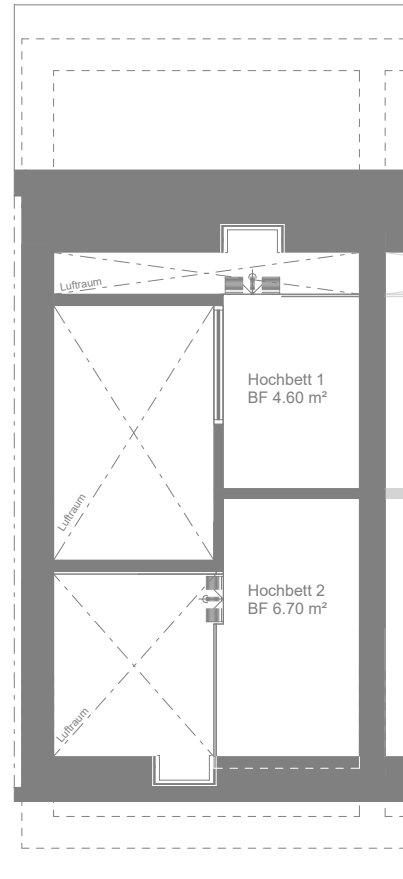 Luftraum
Hochbett 1
BF 4.60 m²
Luftraum
Hochbett 2
BF 6.70 m²
Luftraum